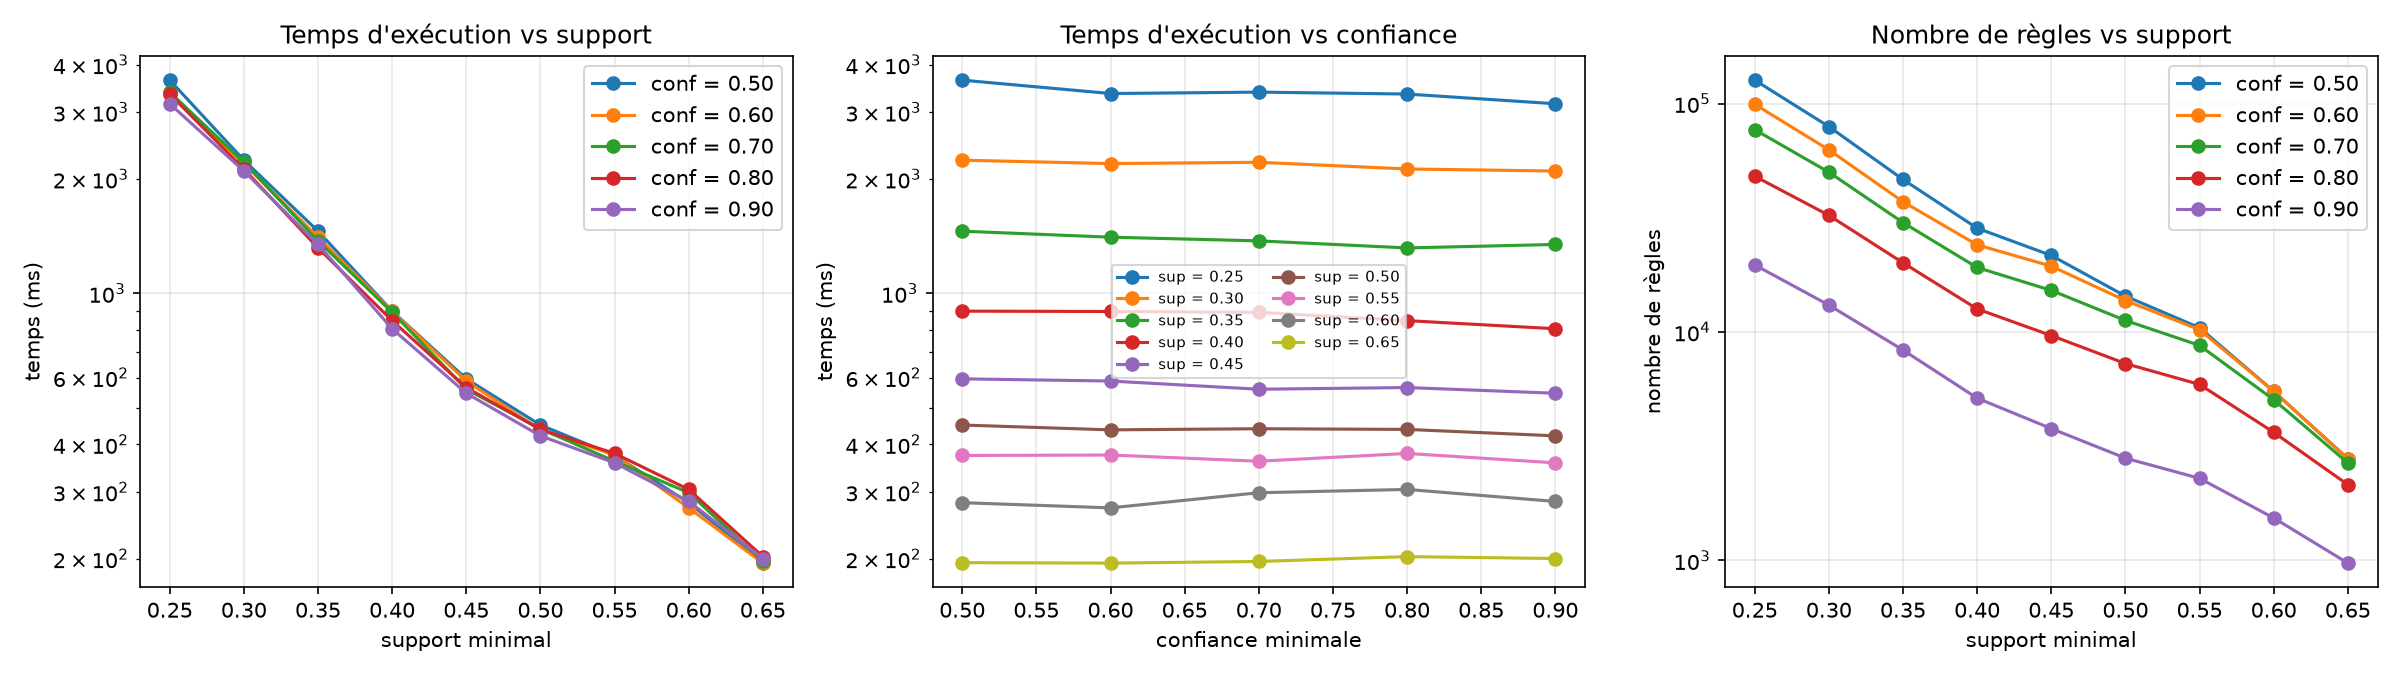 Temps d'exécution vs support
4 × 10³
3 × 10³
2 × 10³
10³
6 × 10²
4 × 10²
3 × 10²
2 × 10²
temps (ms)
conf = 0.50
conf = 0.60
conf = 0.70
conf = 0.80
conf = 0.90
0.25 0.30 0.35 0.40 0.45 0.50 0.55 0.60 0.65
support minimal
Temps d'exécution vs confiance
4 × 10³
3 × 10³
2 × 10³
10³
6 × 10²
4 × 10²
3 × 10²
2 × 10²
temps (ms)
sup = 0.25
sup = 0.30
sup = 0.35
sup = 0.40
sup = 0.45
sup = 0.50
sup = 0.55
sup = 0.60
sup = 0.65
0.50 0.55 0.60 0.65 0.70 0.75 0.80 0.85 0.90
confiance minimale
Nombre de règles vs support
10⁵
10⁴
10³
nombre de règles
conf = 0.50
conf = 0.60
conf = 0.70
conf = 0.80
conf = 0.90
0.25 0.30 0.35 0.40 0.45 0.50 0.55 0.60 0.65
support minimal